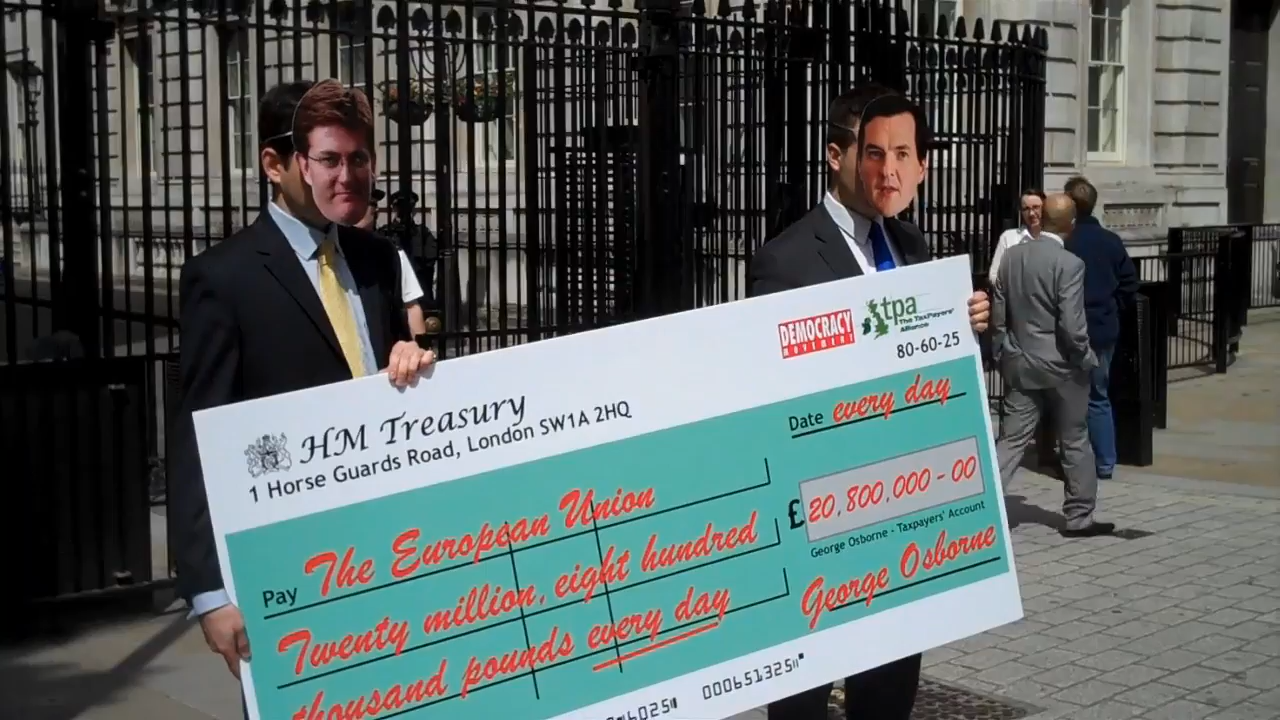 DEMOCRACY
MOVEMENT
tpa
The TaxPayers'
Alliance
80-60-25
HM Treasury
1 Horse Guards Road, London SW1A 2HQ
Date every day
Pay The European Union
£ 20,800,000-00
Twenty million, eight hundred
George Osborne - Taxpayers' Account
thousand pounds every day
George Osborne
6025 000651325